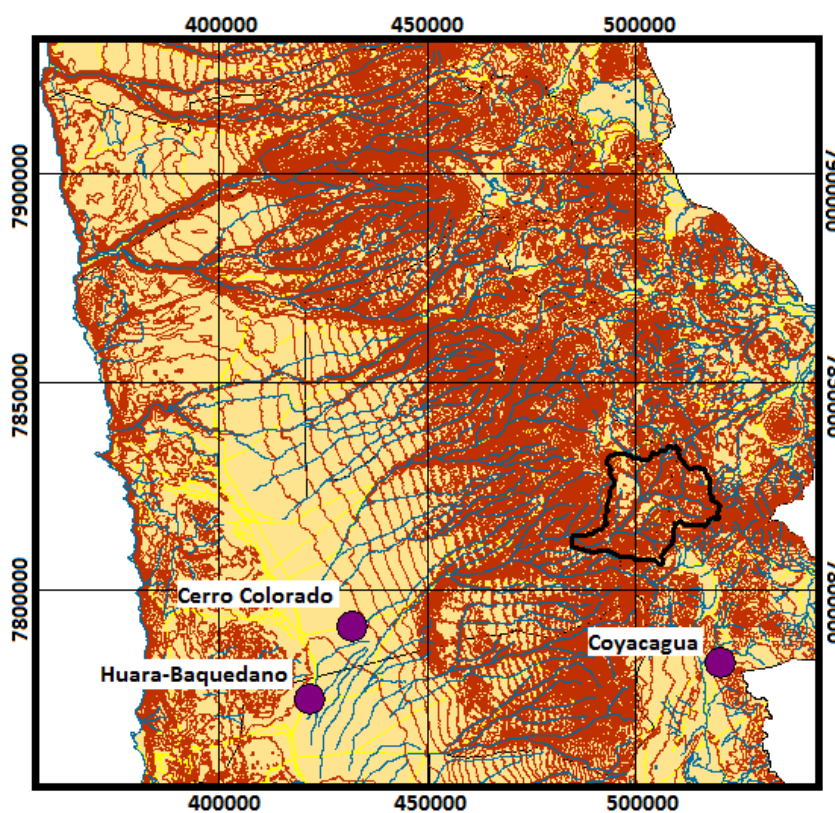 400000 450000 500000
7900000 7900000
7850000 7850000
7800000 7800000
Cerro Colorado
Coyacagua
Huara-Baquedano
400000 450000 500000